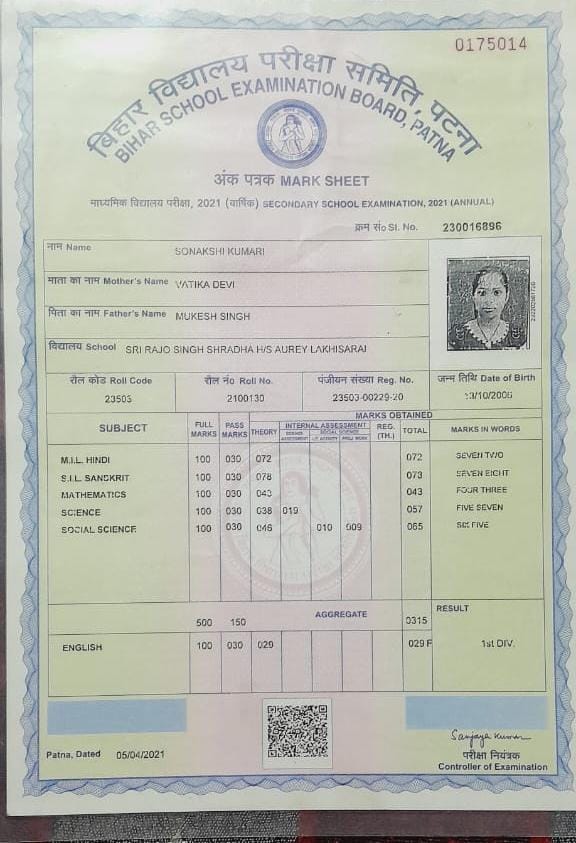 0175014
बिहार विद्यालय परीक्षा समिति, पटना
BIHAR SCHOOL EXAMINATION BOARD, PATNA
अंक पत्रक MARK SHEET
माध्यमिक विद्यालय परीक्षा, 2021 (वार्षिक) SECONDARY SCHOOL EXAMINATION, 2021 (ANNUAL)
क्रम सं० Sl. No. 230016896
नाम Name SONAKSHI KUMARI
माता का नाम Mother's Name VATIKA DEVI
पिता का नाम Father's Name MUKESH SINGH
विद्यालय School SRI RAJO SINGH SHRADHA H/S AUREY LAKHISARAI
रौल कोड Roll Code रौल नं० Roll No. पंजीयन संख्या Reg. No. जन्म तिथि Date of Birth
23503 2100130 23503-00229-20
SUBJECT FULL MARKS PASS MARKS THEORY INTERNAL ASSESSMENT REG. (TH.) TOTAL MARKS IN WORDS
MARKS OBTAINED
M.I.L. HINDI 100 030 072 072 SEVEN TWO
S.I.L. SANSKRIT 100 030 078 SEVEN EIGHT
MATHEMATICS 100 030 043 043 FOUR THREE
SCIENCE 100 030 038 019 057 FIVE SEVEN
SOCIAL SCIENCE 100 030 046 010 009 065 SIX FIVE
500 150 AGGREGATE 0315 RESULT
ENGLISH 100 030 029 029 F 1st DIV.
Sanjaya Kumar
Patna, Dated 05/04/2021
परीक्षा नियंत्रक
Controller of Examination